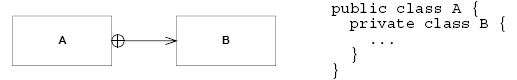 A
B
public class A {
  private class B {
    ...
  }
}